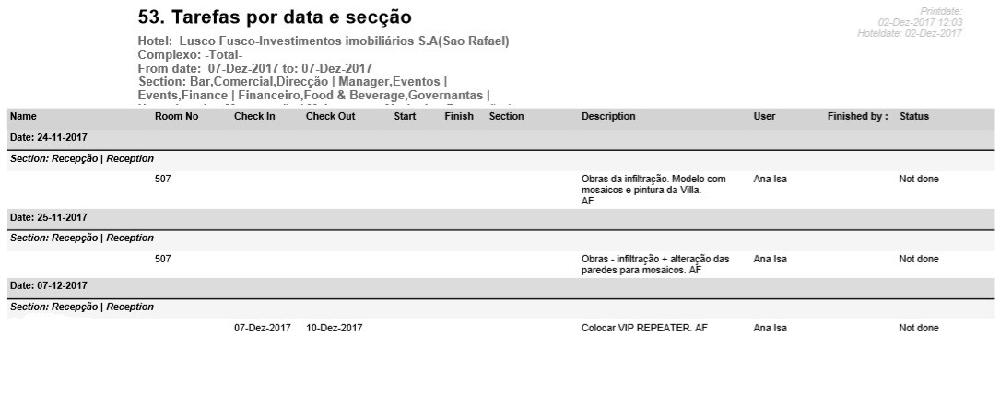 53. Tarefas por data e secção
Printdate:
02-Dez-2017 12:03
Hoteldate: 02-Dez-2017
Hotel: Lusco Fusco-Investimentos imobiliários S.A(Sao Rafael)
Complexo: -Total-
From date: 07-Dez-2017 to: 07-Dez-2017
Section: Bar,Comercial,Direcção | Manager,Eventos |
Events,Finance | Financeiro,Food & Beverage,Governantas |
Name Room No Check In Check Out Start Finish Section Description User Finished by : Status
Date: 24-11-2017
Section: Recepção | Reception
507 Obras da infiltração. Modelo com Ana Isa Not done
mosaicos e pintura da Villa.
AF
Date: 25-11-2017
Section: Recepção | Reception
507 Obras - infiltração + alteração das Ana Isa Not done
paredes para mosaicos. AF
Date: 07-12-2017
Section: Recepção | Reception
07-Dez-2017 10-Dez-2017 Colocar VIP REPEATER. AF Ana Isa Not done